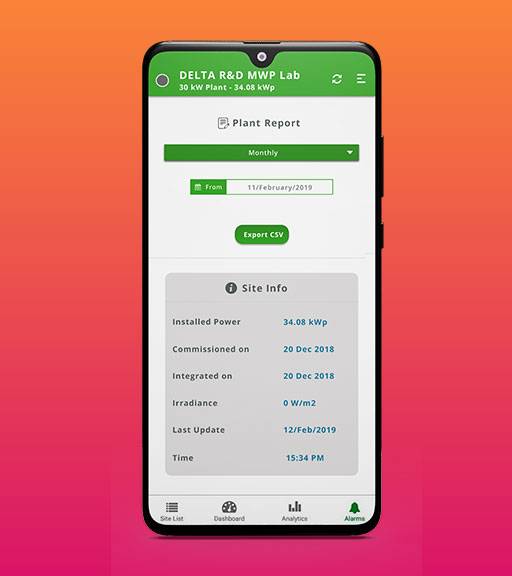 DELTA R&D MWP Lab
30 kW Plant - 34.08 kWp
Plant Report
Monthly
From 11/February/2019
Export CSV
Site Info
Installed Power 34.08 kWp
Commissioned on 20 Dec 2018
Integrated on 20 Dec 2018
Irradiance 0 W/m2
Last Update 12/Feb/2019
Time 15:34 PM
Site List Dashboard Analytics Alarms